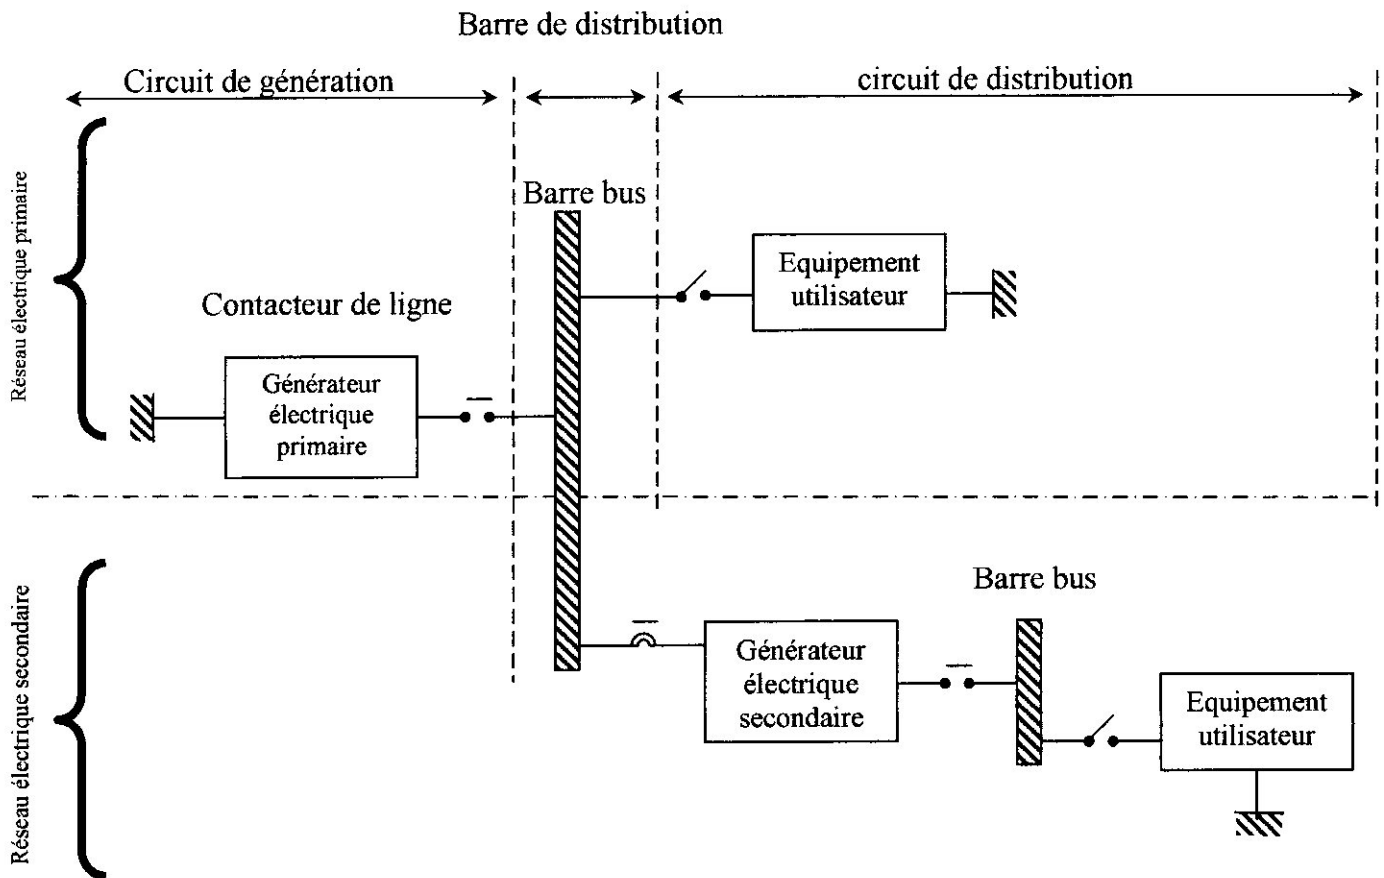 Barre de distribution
Circuit de génération
circuit de distribution
Réseau électrique primaire
Barre bus
Equipement
utilisateur
Contacteur de ligne
Générateur
électrique
primaire
Réseau électrique secondaire
Barre bus
Générateur
électrique
secondaire
Equipement
utilisateur